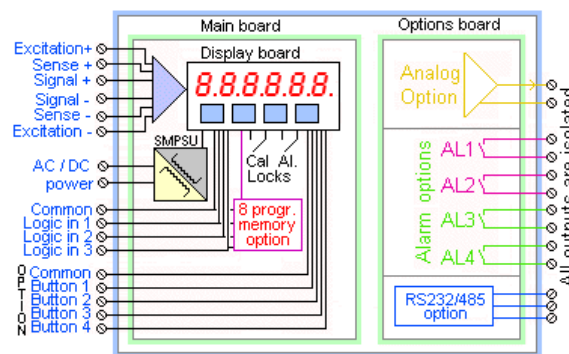 Main board
Options board
Display board
Excitation+
Sense +
Signal +
Signal -
Sense -
Excitation -
8.8.8.8.8.8.
SMPSU
Cal Al.
Locks
AC / DC
power
Common
Logic in 1
Logic in 2
Logic in 3
8 progr.
memory
option
OPTION
Common
Button 1
Button 2
Button 3
Button 4
Analog
Option
Alarm options
AL1
AL2
AL3
AL4
RS232/485
option
All outputs are isolated